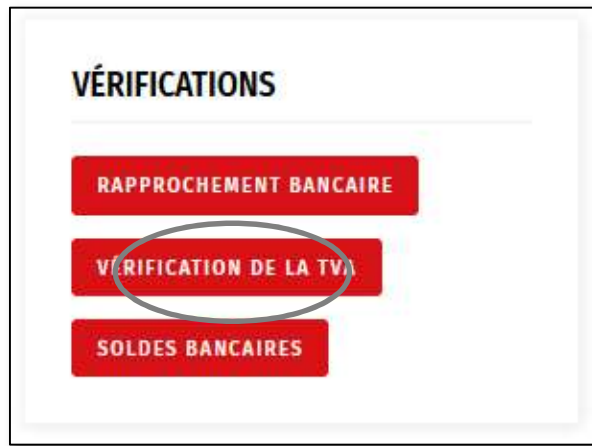 VÉRIFICATIONS
RAPPROCHEMENT BANCAIRE
VÉRIFICATION DE LA TVA
SOLDES BANCAIRES